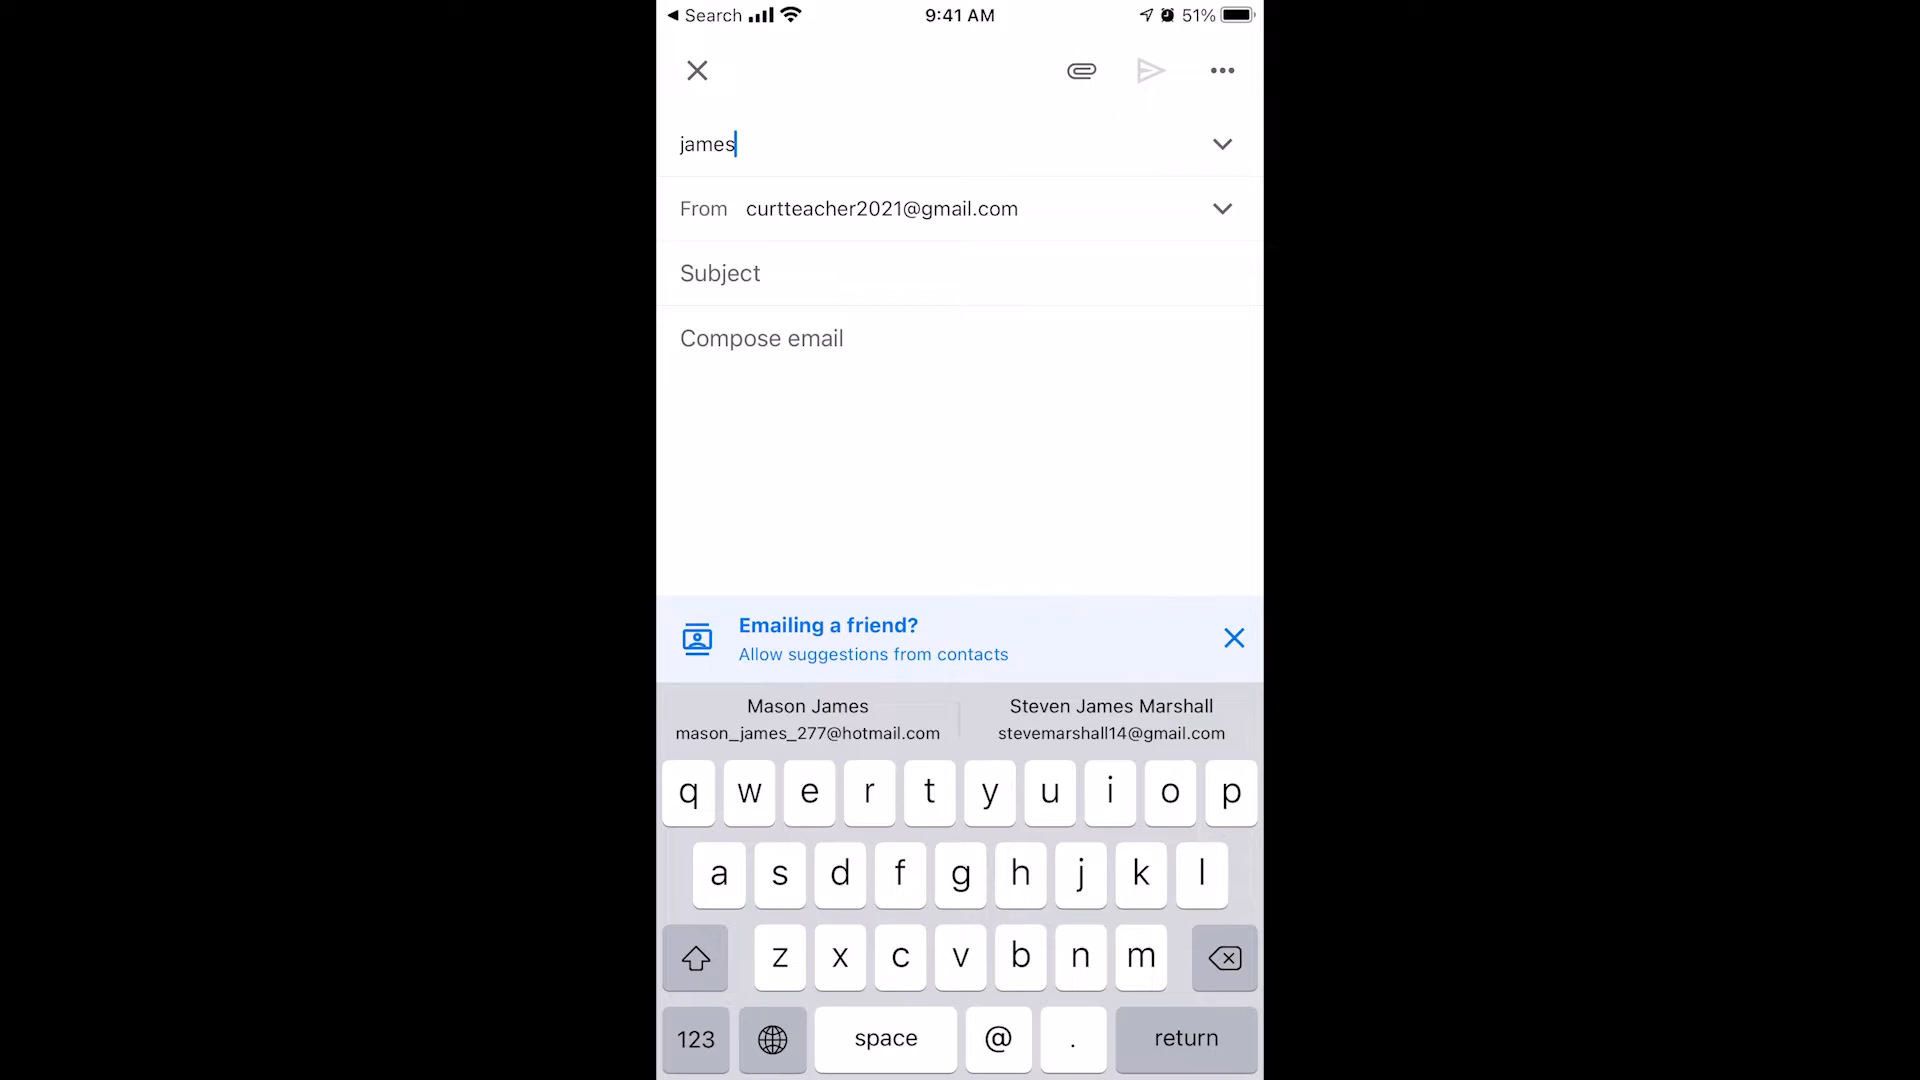 Search
9:41 AM
51%
james
From curtteacher2021@gmail.com
Subject
Compose email
Emailing a friend?
Allow suggestions from contacts
Mason James
mason_james_277@hotmail.com
Steven James Marshall
stevemarshall14@gmail.com
q w e r t y u i o p
a s d f g h j k l
z x c v b n m
123 space @ . return